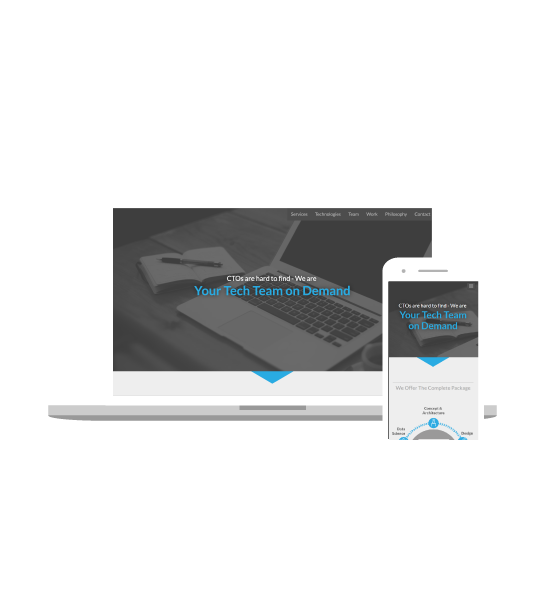 Services Technologies Team Work Philosophy Contact
CTOs are hard to find - We are
Your Tech Team on Demand
CTOs are hard to find - We are
Your Tech Team
on Demand
We Offer The Complete Package
Concept &
Architecture
Data
Science
Design